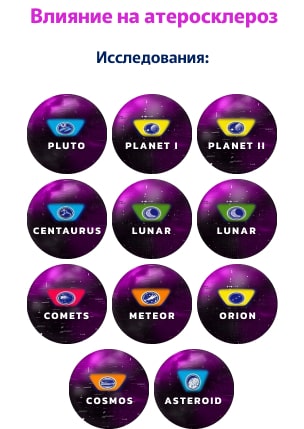 Влияние на атеросклероз
Исследования:
PLUTO PLANET I PLANET II
CENTAURUS LUNAR LUNAR
COMETS METEOR ORION
COSMOS ASTEROID